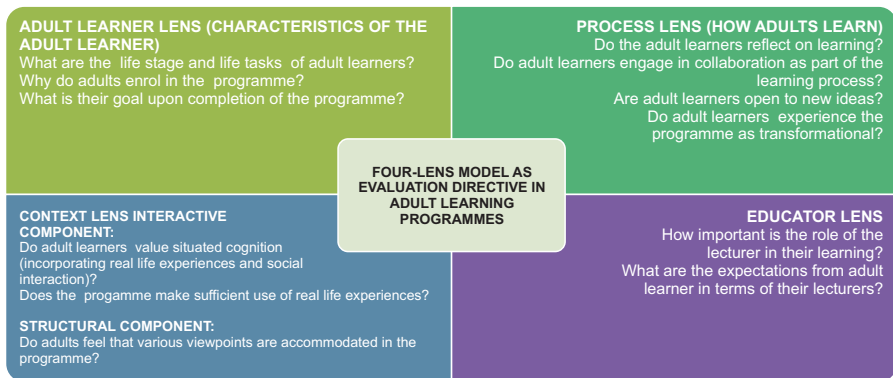 ADULT LEARNER LENS (CHARACTERISTICS OF THE
ADULT LEARNER)
What are the life stage and life tasks of adult learners?
Why do adults enrol in the programme?
What is their goal upon completion of the programme?
PROCESS LENS (HOW ADULTS LEARN)
Do the adult learners reflect on learning?
Do adult learners engage in collaboration as part of the
learning process?
Are adult learners open to new ideas?
Do adult learners experience the
programme as transformational?
FOUR-LENS MODEL AS
EVALUATION DIRECTIVE IN
ADULT LEARNING
PROGRAMMES
CONTEXT LENS INTERACTIVE
COMPONENT:
Do adult learners value situated cognition
(incorporating real life experiences and social
interaction)?
Does the progamme make sufficient use of real life experiences?
STRUCTURAL COMPONENT:
Do adults feel that various viewpoints are accommodated in the
programme?
EDUCATOR LENS
How important is the role of the
lecturer in their learning?
What are the expectations from adult
learner in terms of their lecturers?